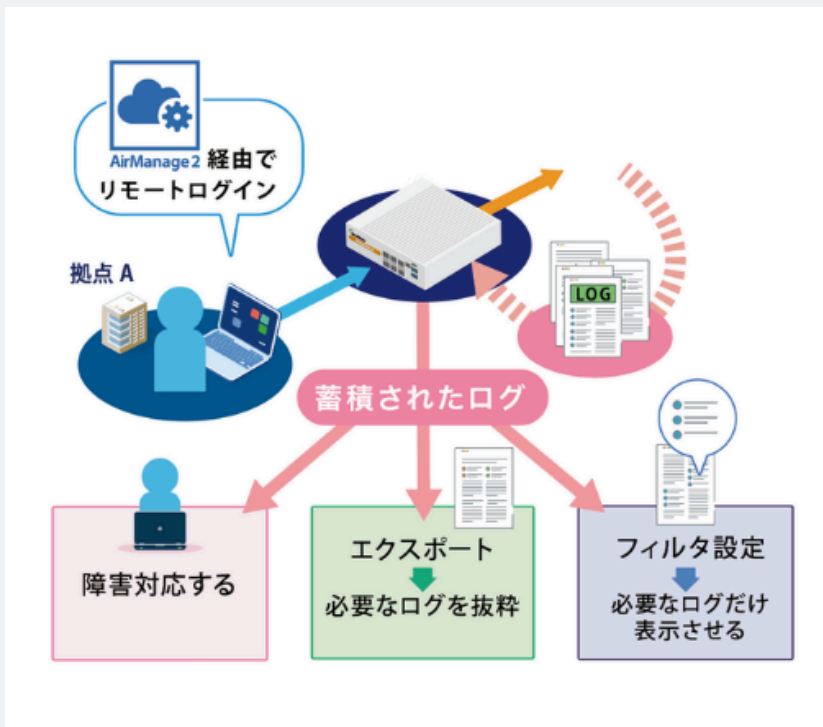 AirManage2 経由で
リモートログイン
拠点 A
LOG
蓄積されたログ
障害対応する
エクスポート
必要なログを抜粋
フィルタ設定
必要なログだけ
表示させる